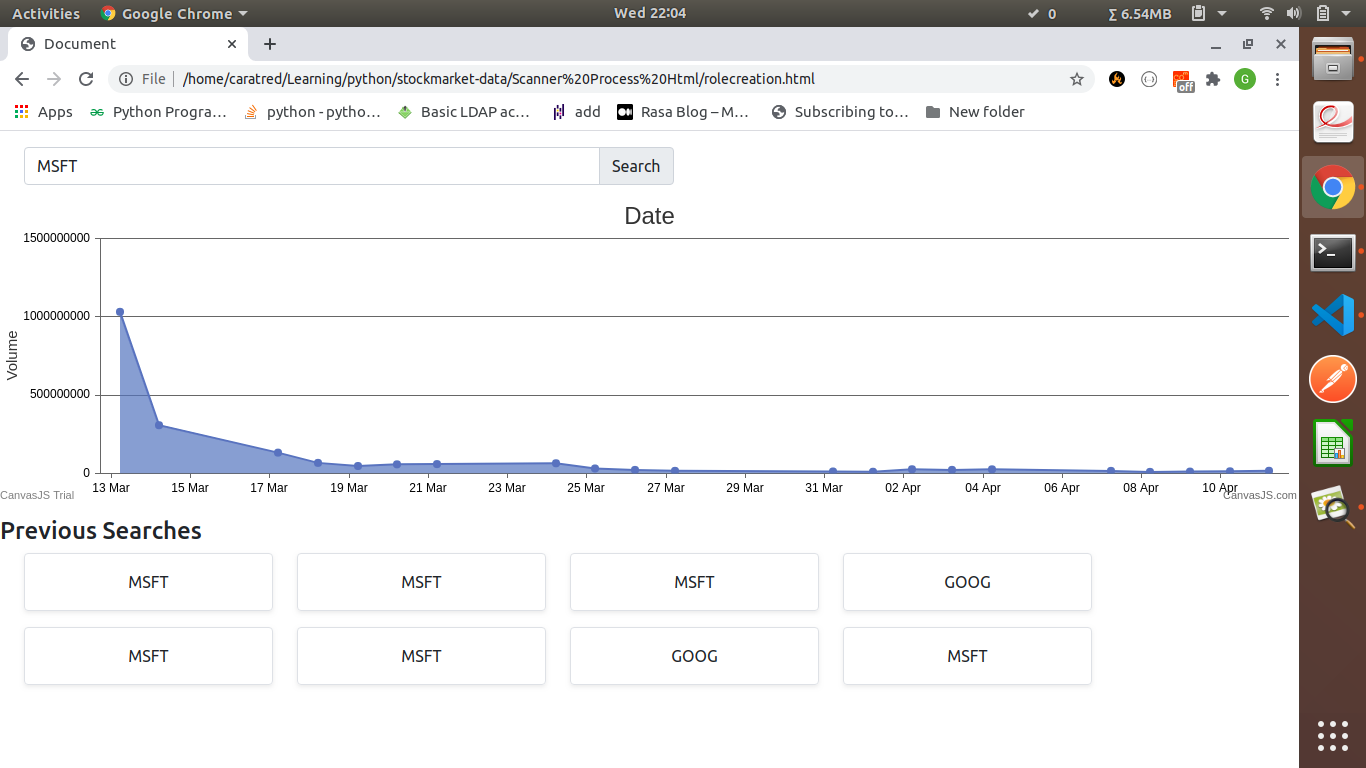 Activities Google Chrome Wed 22:04 0 Σ 6.54MB
Document
File /home/caratred/Learning/python/stockmarket-data/Scanner%20Process%20Html/rolecreation.html off G
Apps Python Progra... python - pytho... Basic LDAP ac... add Rasa Blog – M... Subscribing to... New folder
MSFT Search
Date
1500000000
1000000000
Volume
500000000
0
13 Mar 15 Mar 17 Mar 19 Mar 21 Mar 23 Mar 25 Mar 27 Mar 29 Mar 31 Mar 02 Apr 04 Apr 06 Apr 08 Apr 10 Apr
CanvasJS Trial CanvasJS.com
Previous Searches
MSFT MSFT MSFT GOOG
MSFT MSFT GOOG MSFT